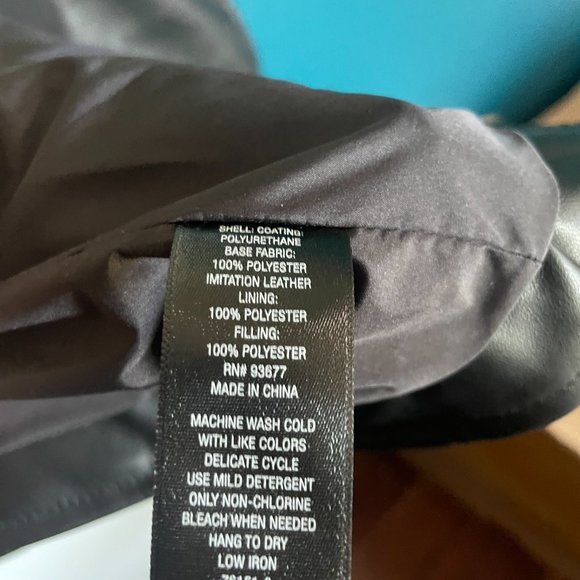 SHELL: COATING:
POLYURETHANE
BASE FABRIC:
100% POLYESTER
IMITATION LEATHER
LINING:
100% POLYESTER
FILLING:
100% POLYESTER
RN# 93677
MADE IN CHINA
MACHINE WASH COLD
WITH LIKE COLORS
DELICATE CYCLE
USE MILD DETERGENT
ONLY NON-CHLORINE
BLEACH WHEN NEEDED
HANG TO DRY
LOW IRON